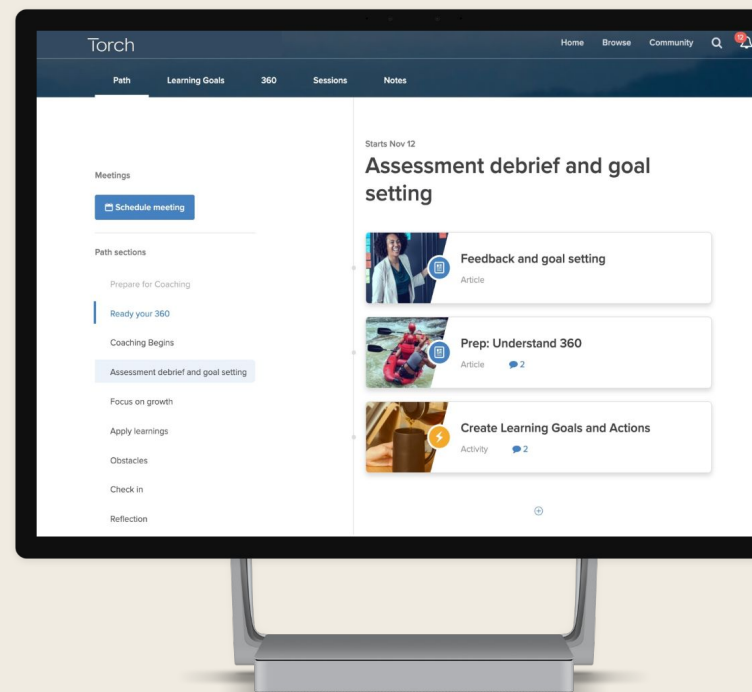 Torch
Home Browse Community
12
Path Learning Goals 360 Sessions Notes
Meetings
Schedule meeting
Path sections
Prepare for Coaching
Ready your 360
Coaching Begins
Assessment debrief and goal setting
Focus on growth
Apply learnings
Obstacles
Check in
Reflection
Starts Nov 12
Assessment debrief and goal
setting
Feedback and goal setting
Article
Prep: Understand 360
Article 2
Create Learning Goals and Actions
Activity 2